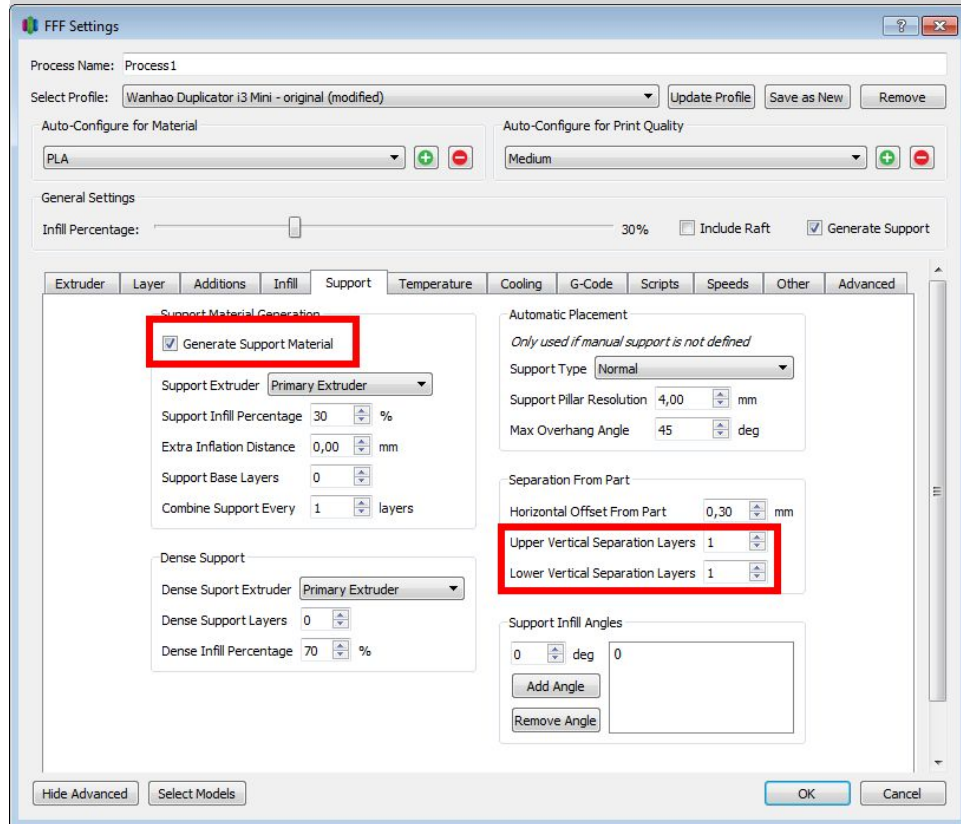 FFF Settings
Process Name: Process1
Select Profile: Wanhao Duplicator i3 Mini - original (modified) Update Profile Save as New Remove
Auto-Configure for Material
PLA
Auto-Configure for Print Quality
Medium
General Settings
Infill Percentage: 30% Include Raft Generate Support
Extruder Layer Additions Infill Support Temperature Cooling G-Code Scripts Speeds Other Advanced
Support Material Generation
Generate Support Material
Support Extruder Primary Extruder
Support Infill Percentage 30 %
Extra Inflation Distance 0,00 mm
Support Base Layers 0
Combine Support Every 1 layers
Dense Support
Dense Suport Extruder Primary Extruder
Dense Support Layers 0
Dense Infill Percentage 70 %
Automatic Placement
Only used if manual support is not defined
Support Type Normal
Support Pillar Resolution 4,00 mm
Max Overhang Angle 45 deg
Separation From Part
Horizontal Offset From Part 0,30 mm
Upper Vertical Separation Layers 1
Lower Vertical Separation Layers 1
Support Infill Angles
0 deg 0
Add Angle
Remove Angle
Hide Advanced Select Models OK Cancel